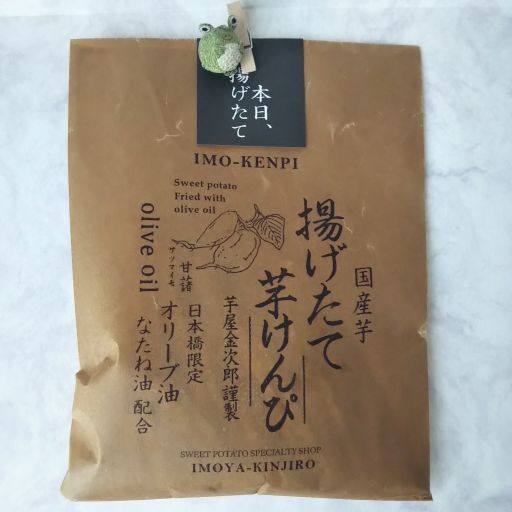 本日、
揚げたて
IMO-KENPI
Sweet potato
Fried with
olive oil
国産芋
揚げたて
芋けんぴ
芋屋金次郎 謹製
甘藷
サツマイモ
日本橋限定
オリーブ油
なたね油 配合
olive oil
SWEET POTATO SPECIALTY SHOP
IMOYA-KINJIRO